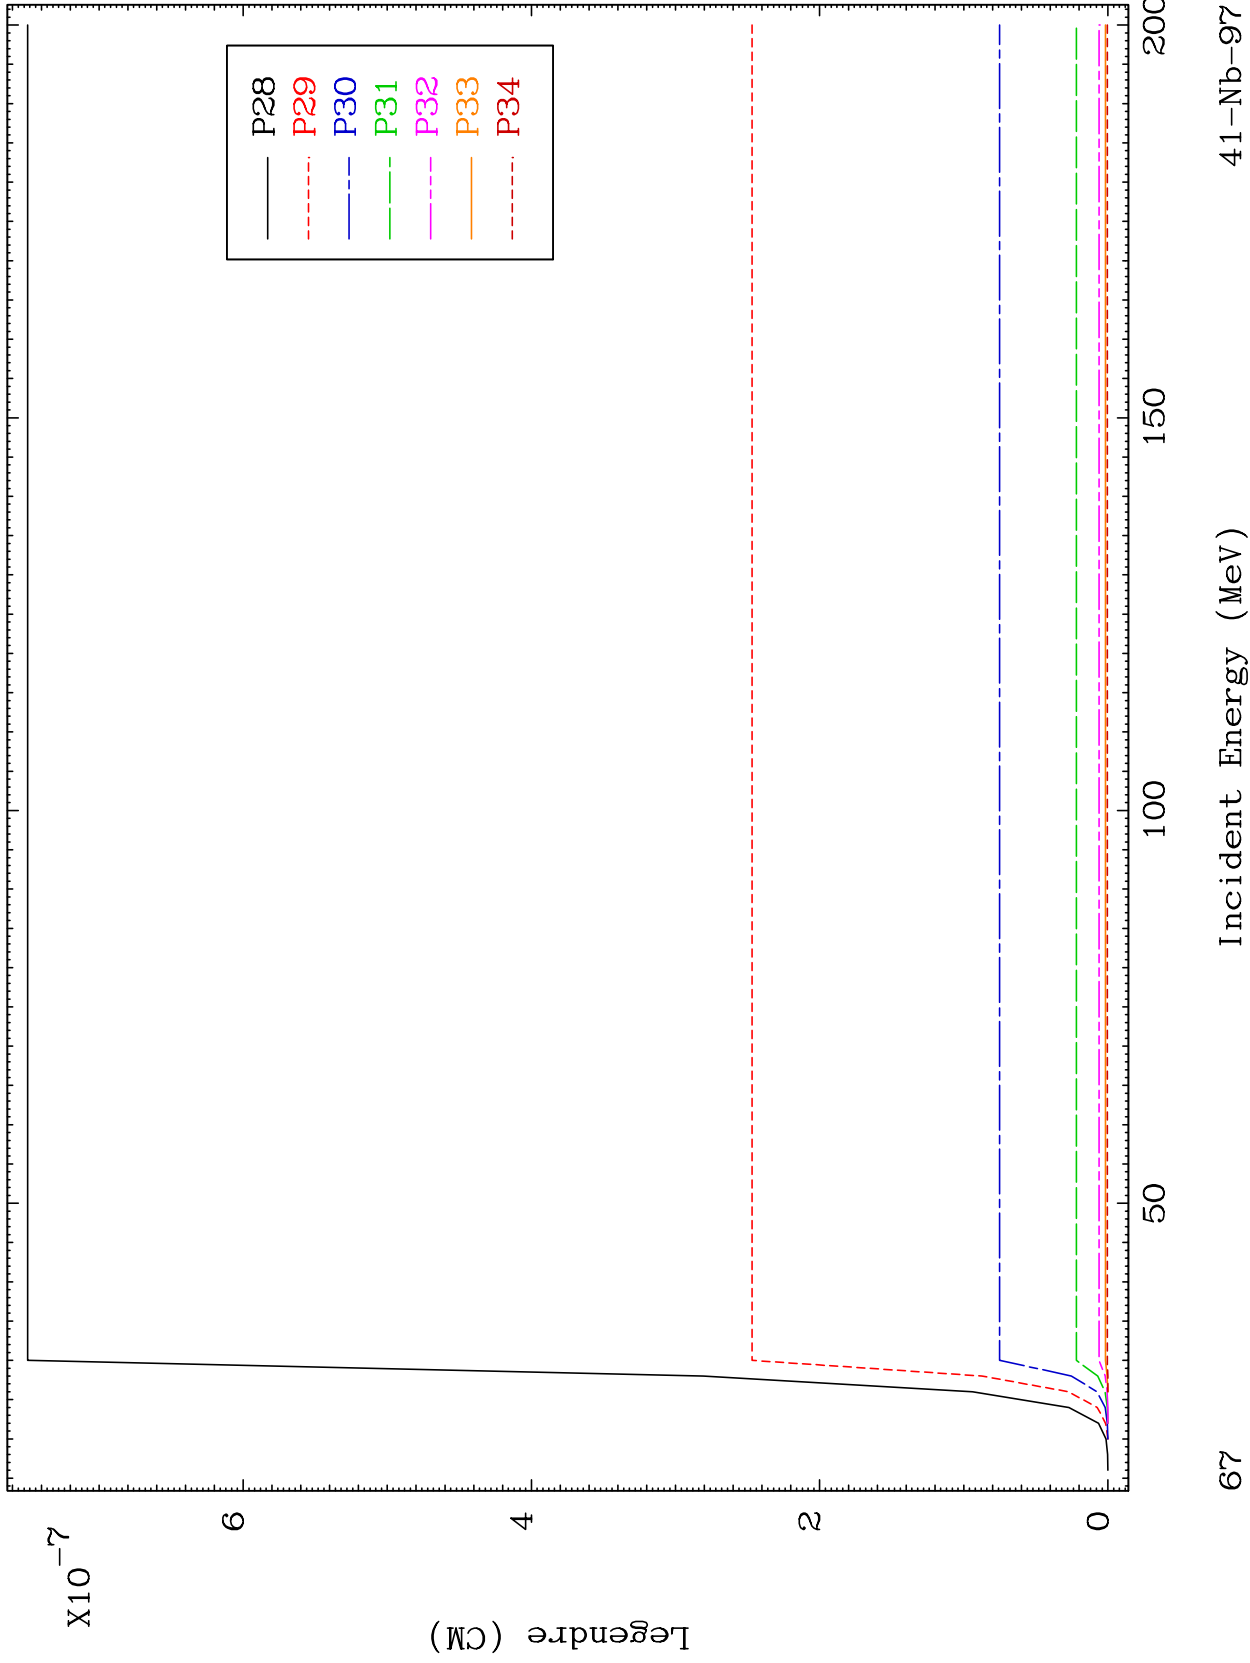 X10⁻⁷
Legendre (CM)
6
4
2
0
50
100
150
200
P28
P29
P30
P31
P32
P33
P34
Incident Energy (MeV)
67
41-Nb-97